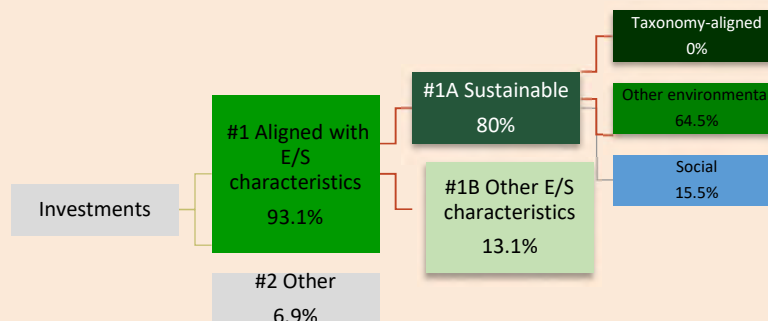 Investments
#1 Aligned with
E/S
characteristics
93.1%
#2 Other
6.9%
#1A Sustainable
80%
#1B Other E/S
characteristics
13.1%
Taxonomy-aligned
0%
Other environmenta
64.5%
Social
15.5%